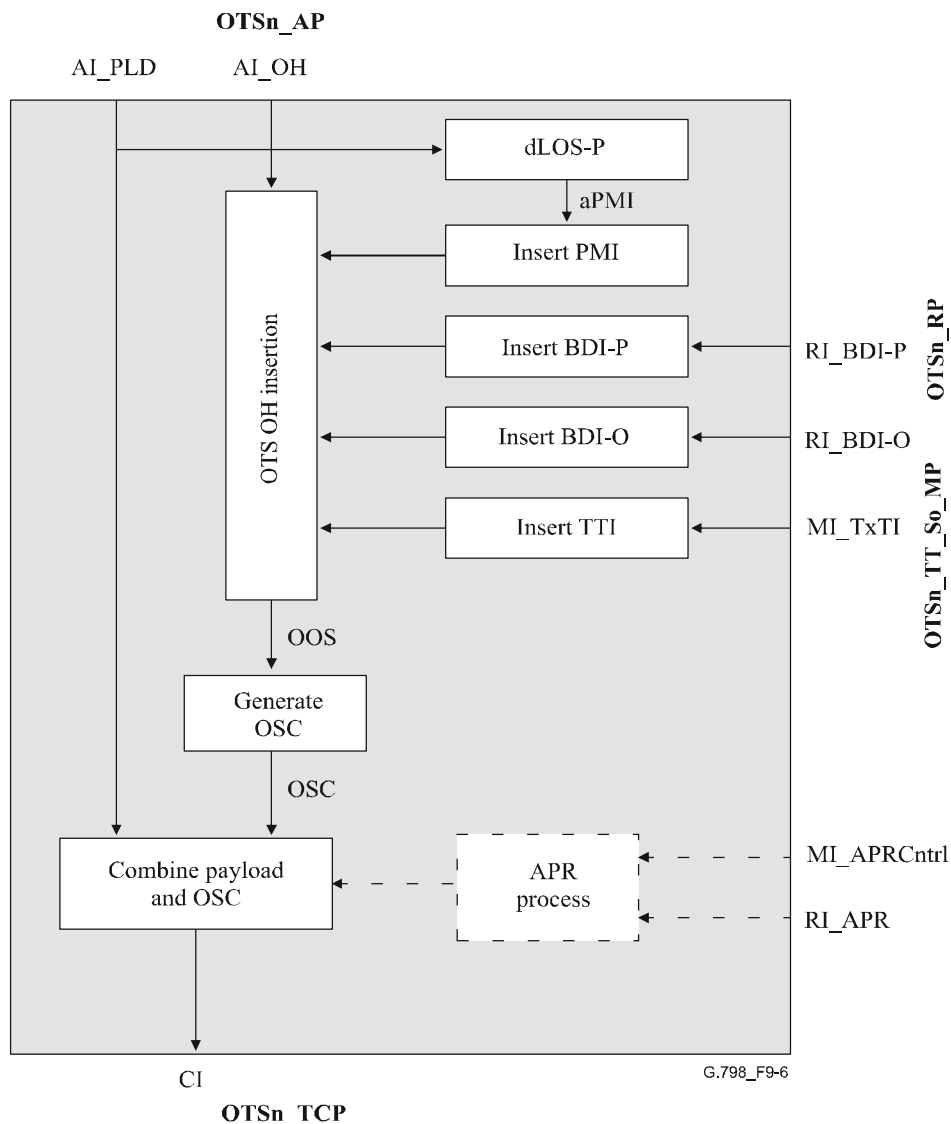 OTSn_AP
AI_PLD
AI_OH
dLOS-P
aPMI
Insert PMI
Insert BDI-P
RI_BDI-P
OTSn_RP
Insert BDI-O
RI_BDI-O
Insert TTI
MI_TxTI
OTSn_TT_So_MP
OTS OH insertion
OOS
Generate
OSC
OSC
Combine payload
and OSC
APR
process
MI_APRCntrl
RI_APR
G.798_F9-6
CI
OTSn_TCP